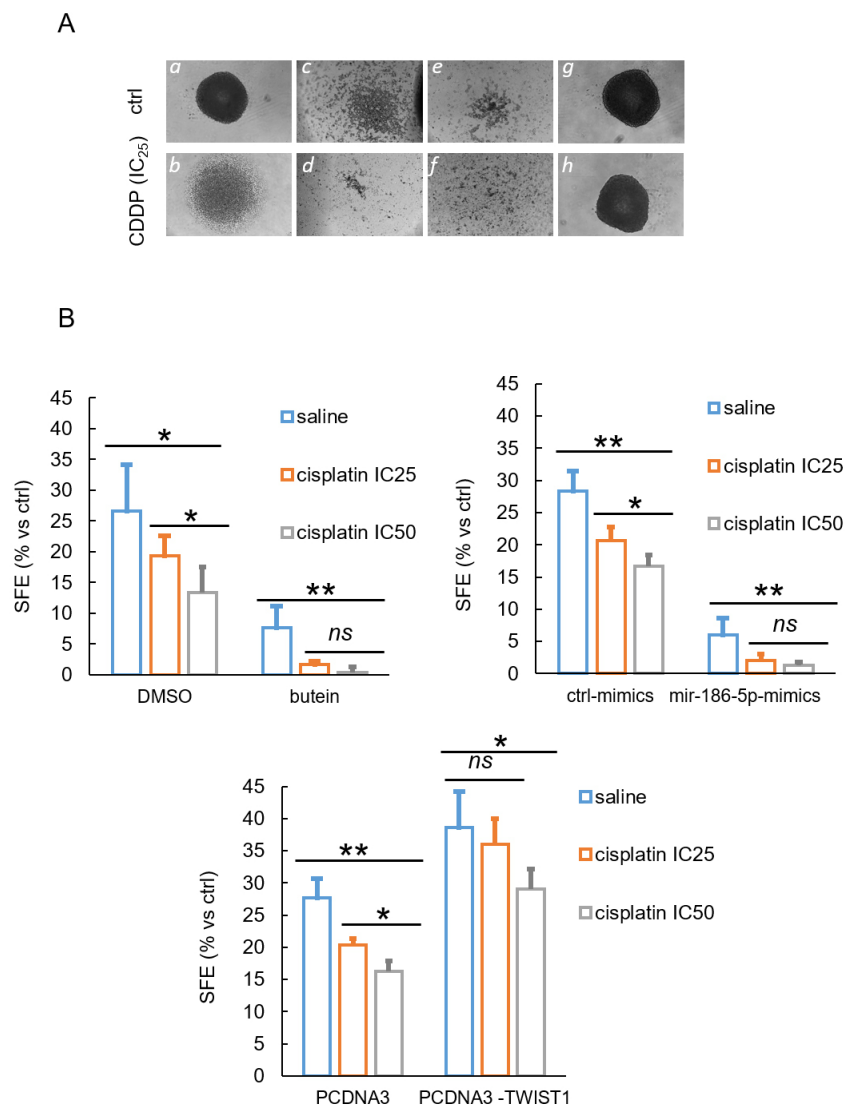 A
ctrl
CDDP (IC25)
a
c
e
g
b
d
f
h
B
SFE (% vs ctrl)
45
40
35
30
25
20
15
10
5
0
*
*
**
ns
saline
cisplatin IC25
cisplatin IC50
DMSO
butein
SFE (% vs ctrl)
45
40
35
30
25
20
15
10
5
0
**
*
**
ns
saline
cisplatin IC25
cisplatin IC50
ctrl-mimics
mir-186-5p-mimics
SFE (% vs ctrl)
45
40
35
30
25
20
15
10
5
0
**
*
*
ns
saline
cisplatin IC25
cisplatin IC50
PCDNA3
PCDNA3 -TWIST1